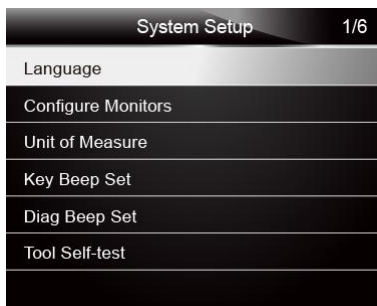 System Setup 1/6
Language
Configure Monitors
Unit of Measure
Key Beep Set
Diag Beep Set
Tool Self-test